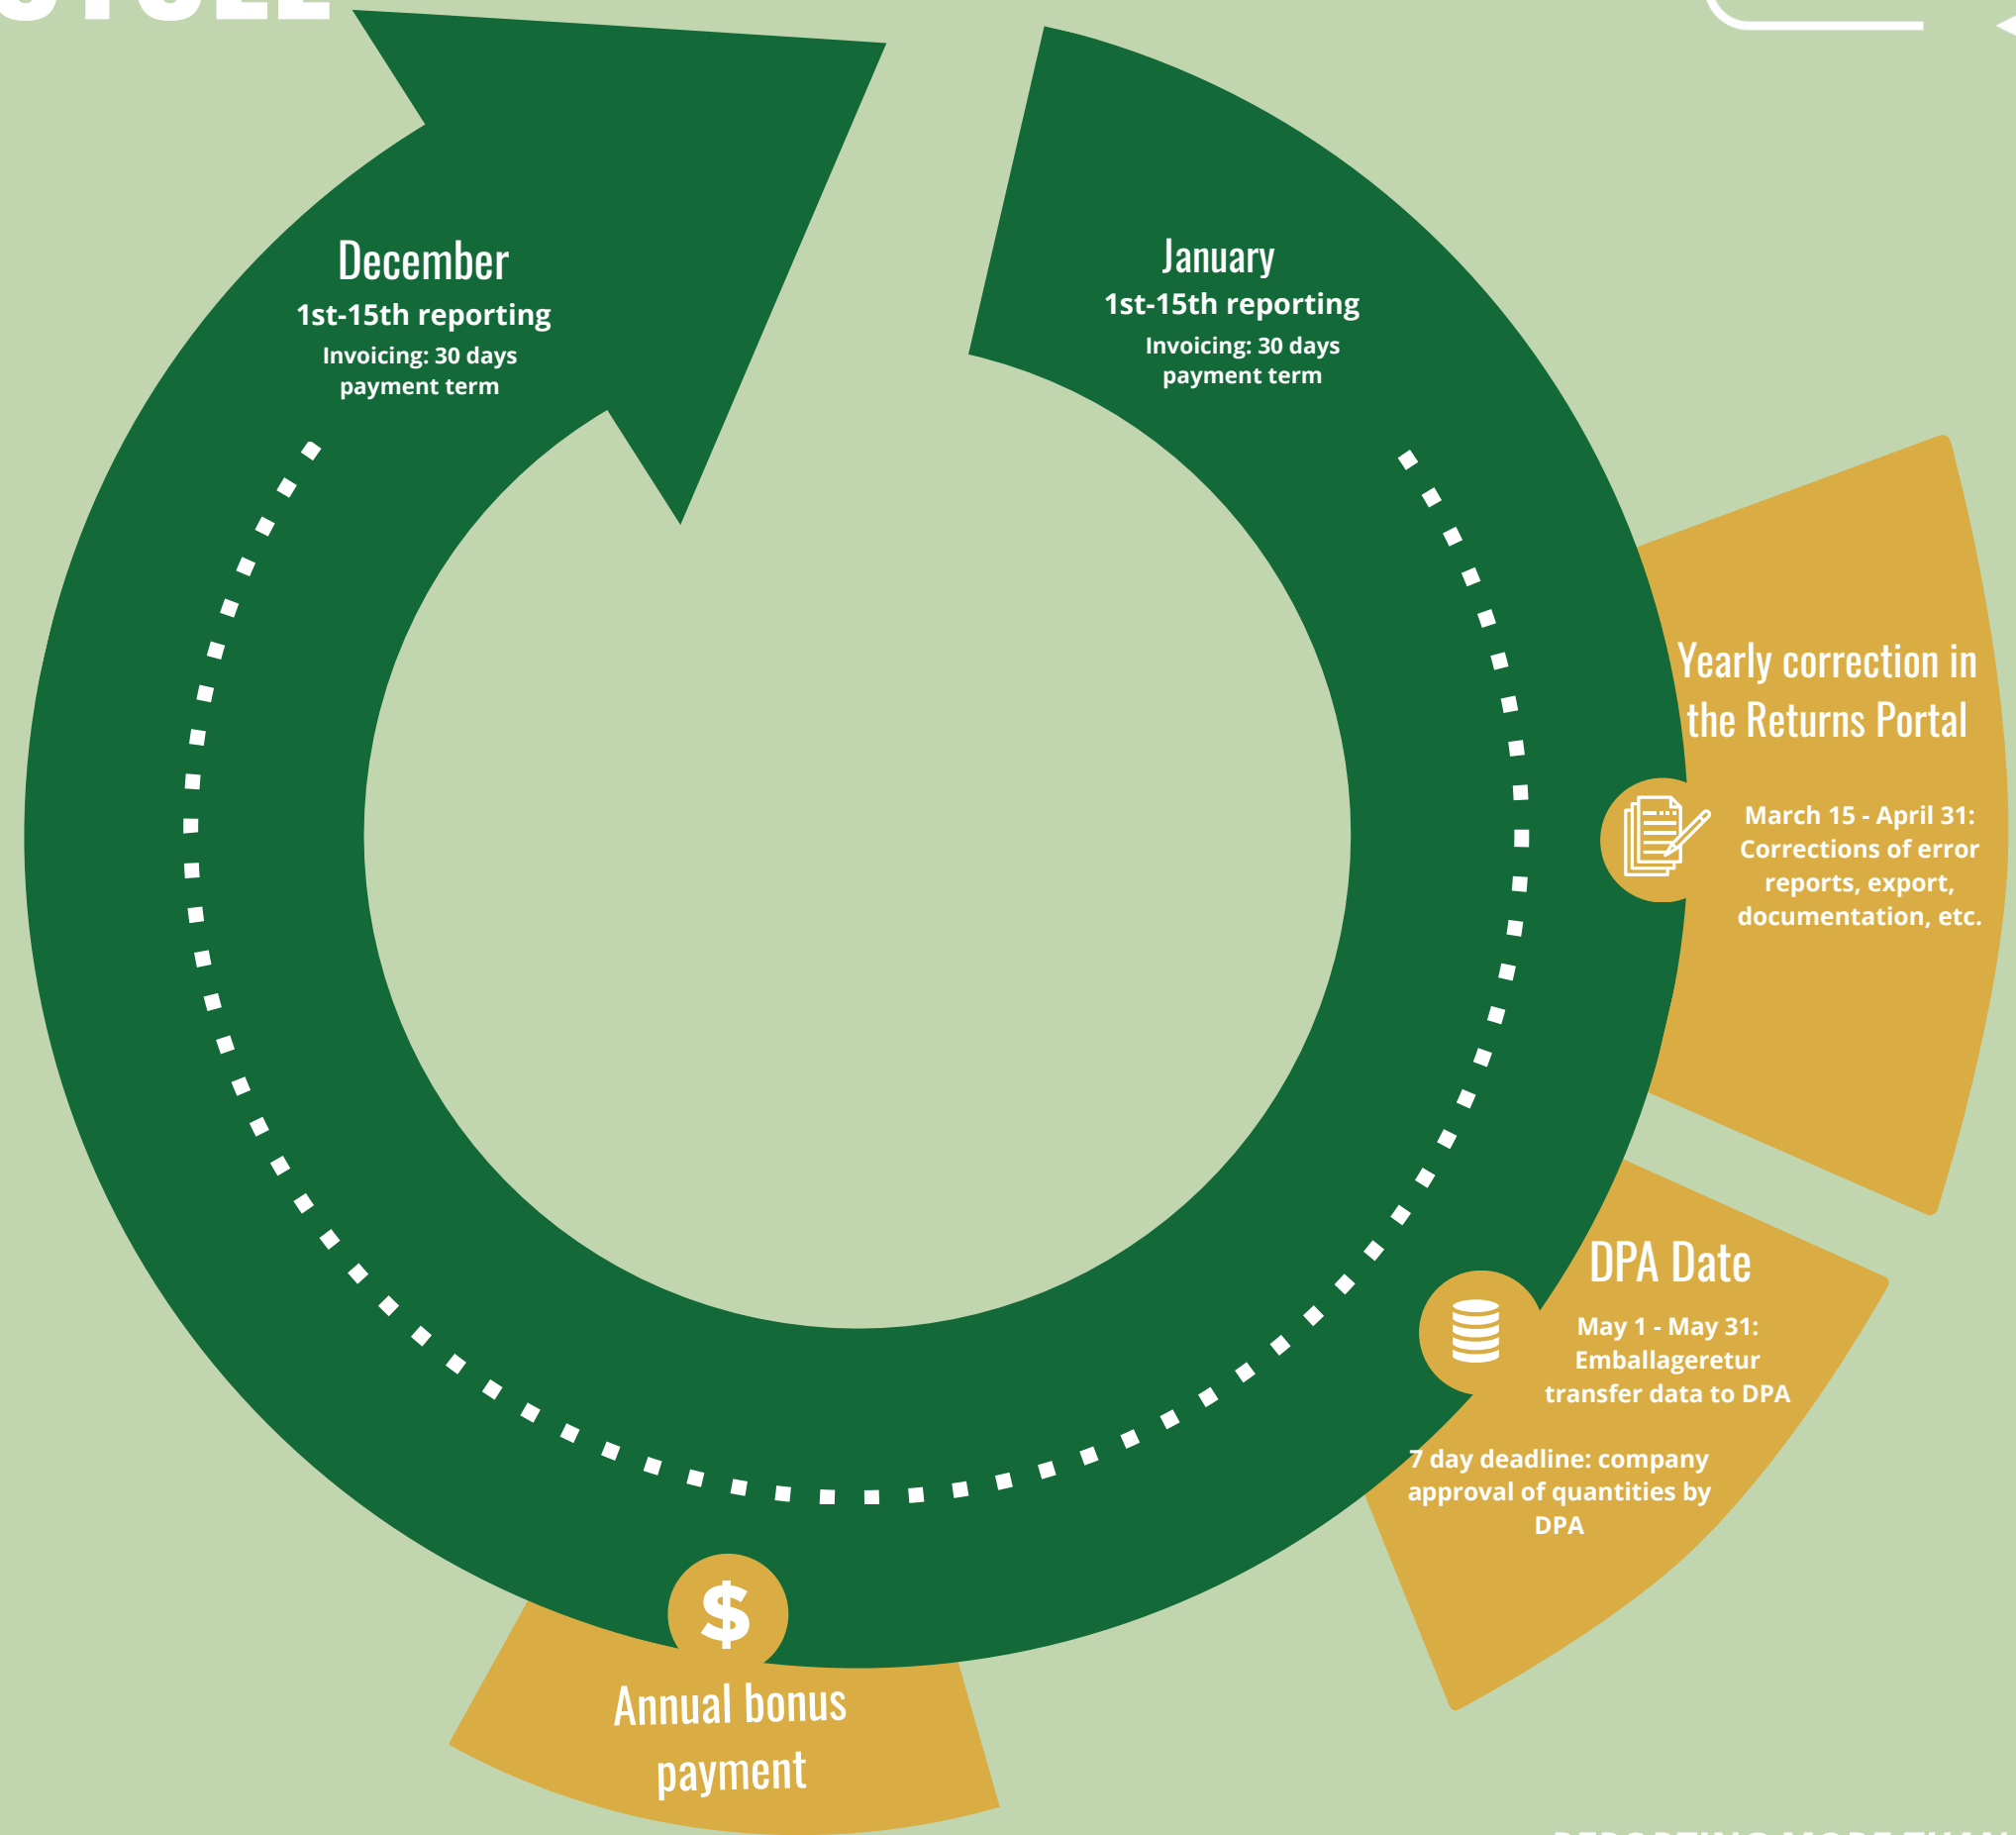 December
1st-15th reporting
Invoicing: 30 days
payment term
January
1st-15th reporting
Invoicing: 30 days
payment term
Yearly correction in
the Returns Portal
March 15 - April 31:
Corrections of error
reports, export,
documentation, etc.
DPA Date
May 1 - May 31:
Emballageretur
transfer data to DPA
7 day deadline: company
approval of quantities by
DPA
$
Annual bonus
payment